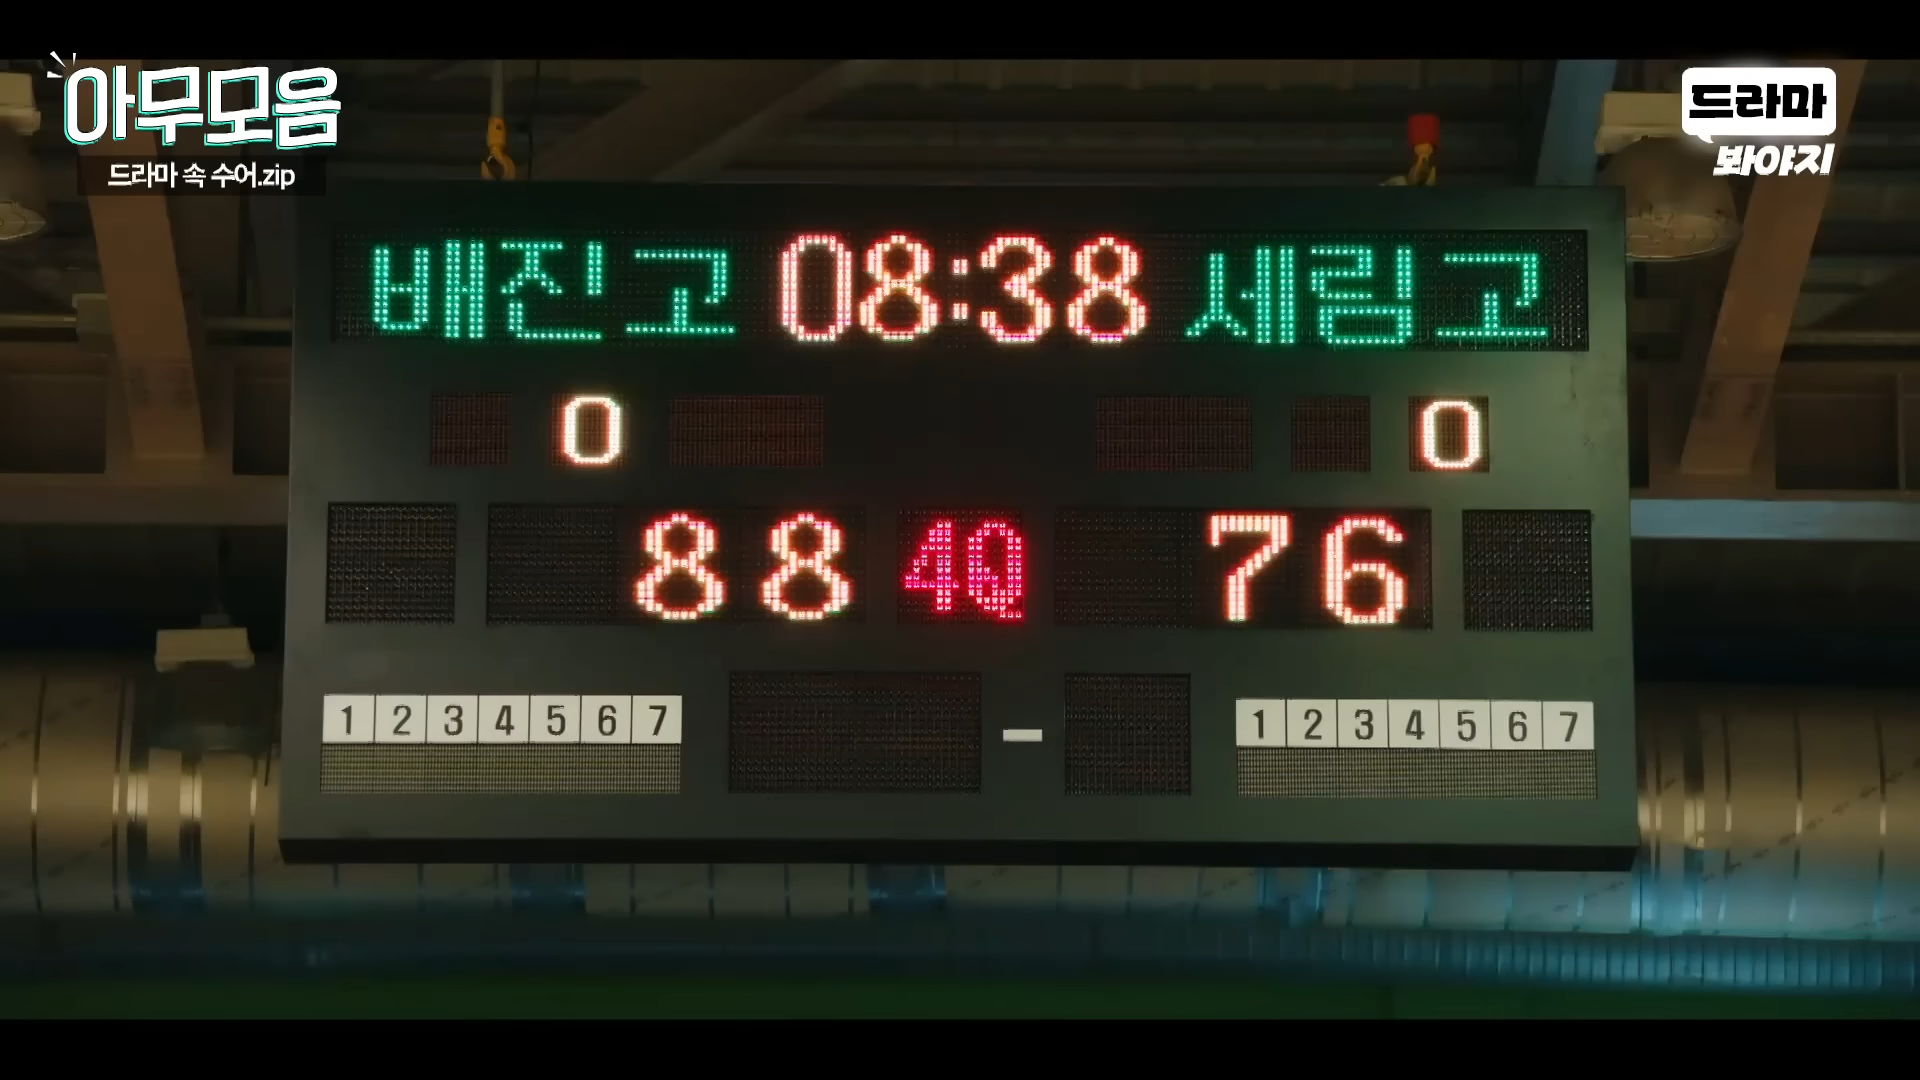 아무모음
드라마 속 수어.zip
드라마
봐야지
배진고 08:38 세림고
0 0
88 4Q 76
1 2 3 4 5 6 7
-
1 2 3 4 5 6 7